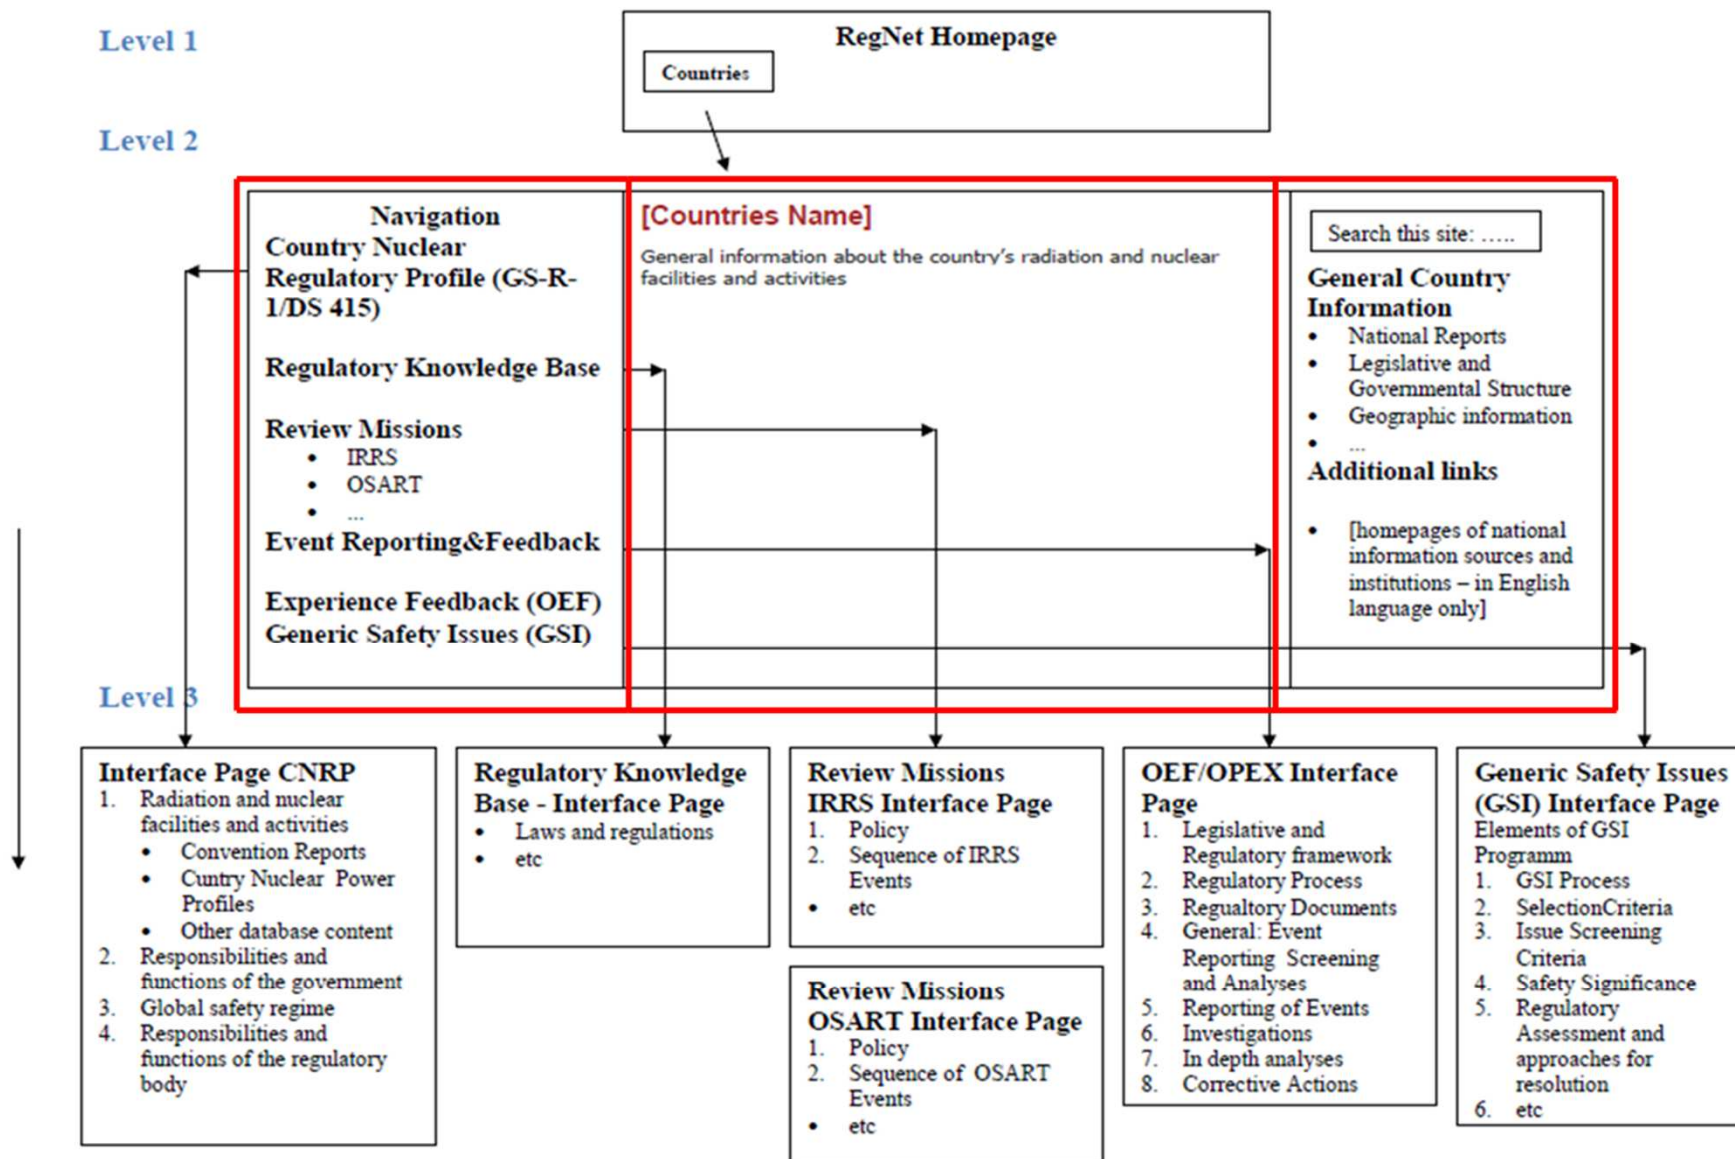 Level 1
RegNet Homepage
Countries
Level 2
Navigation
Country Nuclear
Regulatory Profile (GS-R-
1/DS 415)
Regulatory Knowledge Base
Review Missions
• IRRS
• OSART
• ...
Event Reporting&Feedback
Experience Feedback (OEF)
Generic Safety Issues (GSI)
[Countries Name]
General information about the country's radiation and nuclear
facilities and activities
Search this site: .....
General Country
Information
• National Reports
• Legislative and
Governmental Structure
• Geographic information
• ...
Additional links
• [homepages of national
information sources and
institutions – in English
language only]
Level 3
Interface Page CNRP
1. Radiation and nuclear
facilities and activities
• Convention Reports
• Cuntry Nuclear Power
Profiles
• Other database content
2. Responsibilities and
functions of the government
3. Global safety regime
4. Responsibilities and
functions of the regulatory
body
Regulatory Knowledge
Base - Interface Page
• Laws and regulations
• etc
Review Missions
IRRS Interface Page
1. Policy
2. Sequence of IRRS
Events
• etc
Review Missions
OSART Interface Page
1. Policy
2. Sequence of OSART
Events
• etc
OEF/OPEX Interface
Page
1. Legislative and
Regulatory framework
2. Regulatory Process
3. Regualtory Documents
4. General: Event
Reporting Screening
and Analyses
5. Reporting of Events
6. Investigations
7. In depth analyses
8. Corrective Actions
Generic Safety Issues
(GSI) Interface Page
Elements of GSI
Programm
1. GSI Process
2. SelectionCriteria
3. Issue Screening
Criteria
4. Safety Significance
5. Regulatory
Assessment and
approaches for
resolution
6. etc